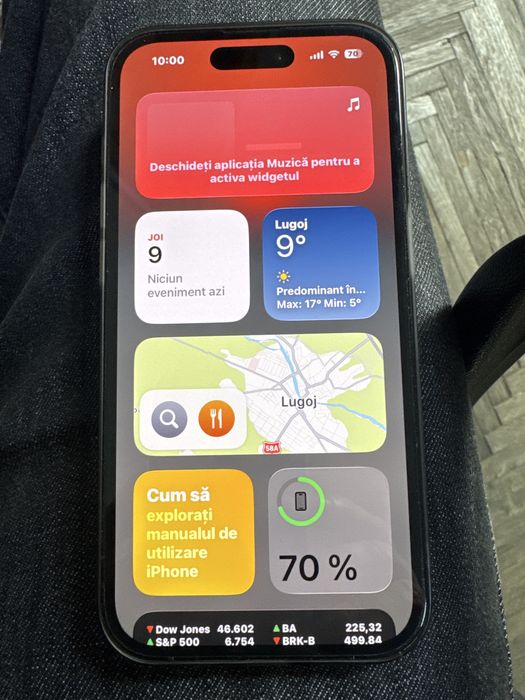 10:00
70
Deschideți aplicația Muzică pentru a
activa widgetul
JOI
9
Niciun
eveniment azi
Lugoj
9°
Predominant în...
Max: 17° Min: 5°
Lugoj
58A
Cum să
explorați
manualul de
utilizare
iPhone
70 %
Dow Jones 46.602
BA 225,32
S&P 500 6.754
BRK-B 499,84